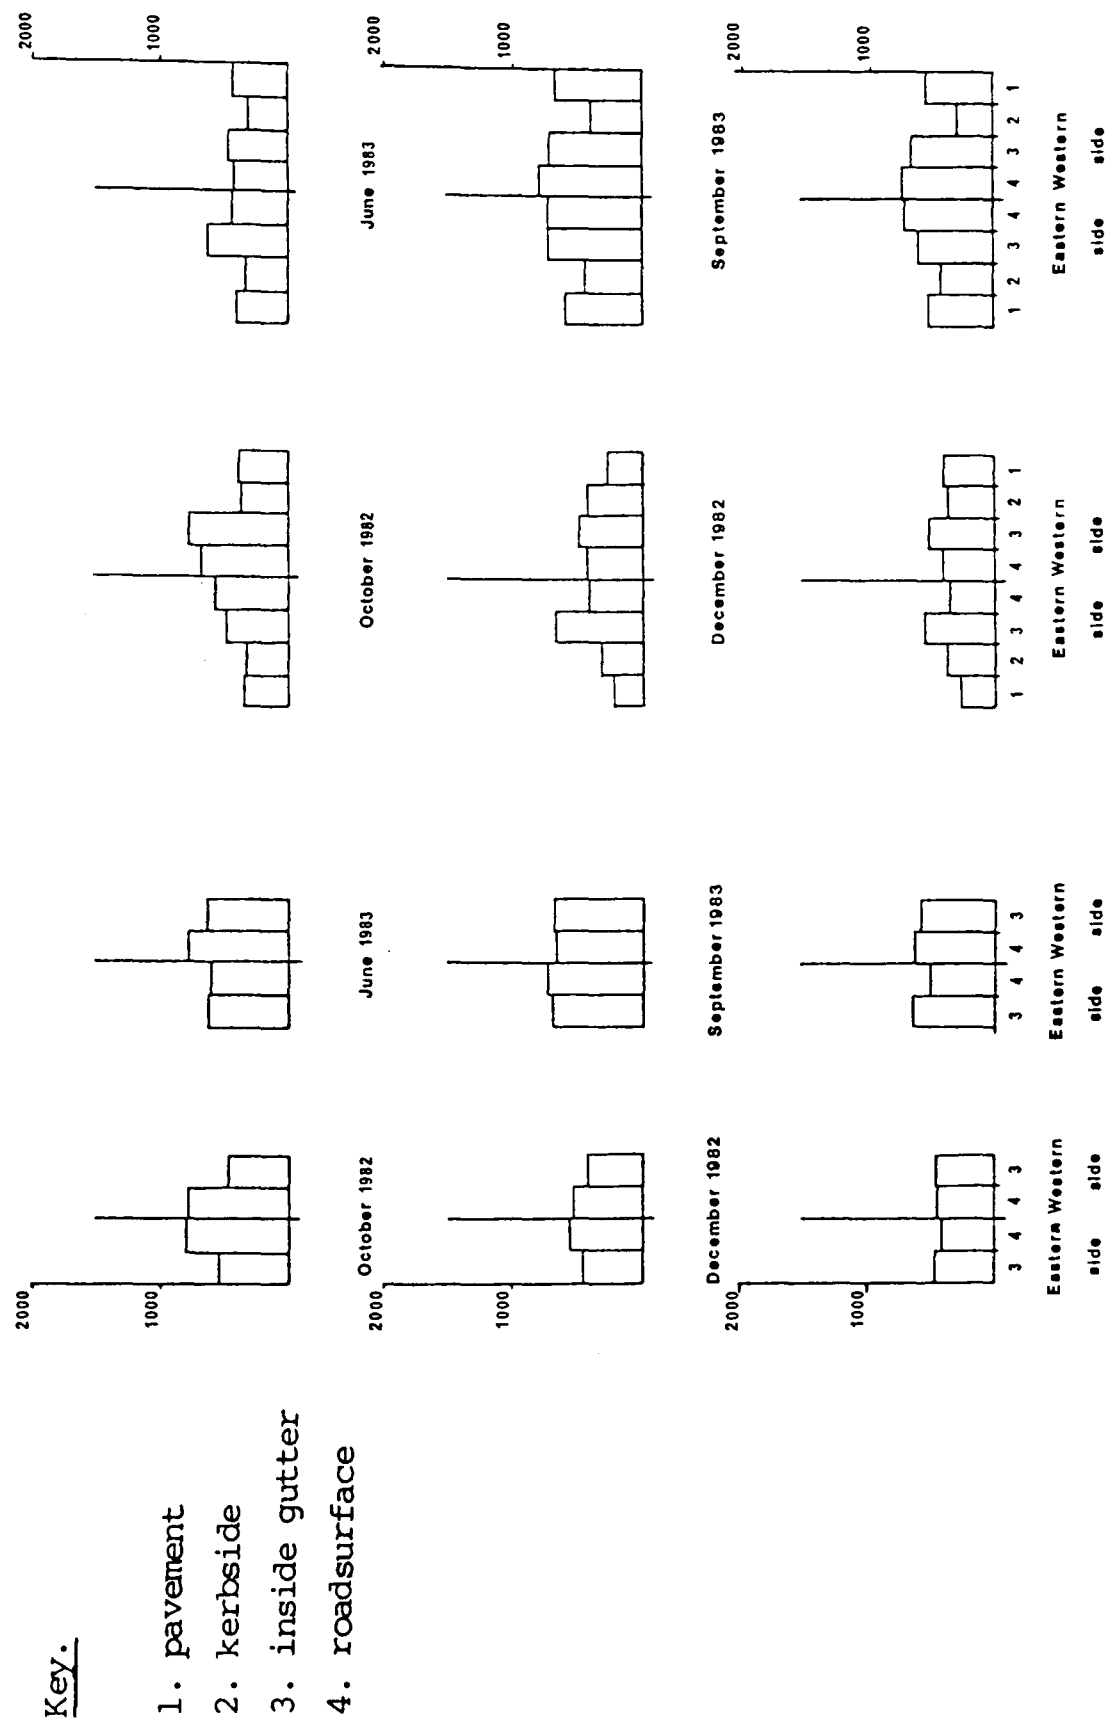 Key.
1. pavement
2. kerbside
3. inside gutter
4. roadsurface
2000 2000
1000 1000
October 1982 June 1983 October 1982 June 1983
2000 2000
1000 1000
December 1982 September 1983 December 1982 September 1983
2000 2000
1000 1000
3 4 4 3 3 4 4 3 1 2 3 4 4 3 2 1 1 2 3 4 4 3 2 1
Eastern Western Eastern Western Eastern Western Eastern Western
side side side side side side side side